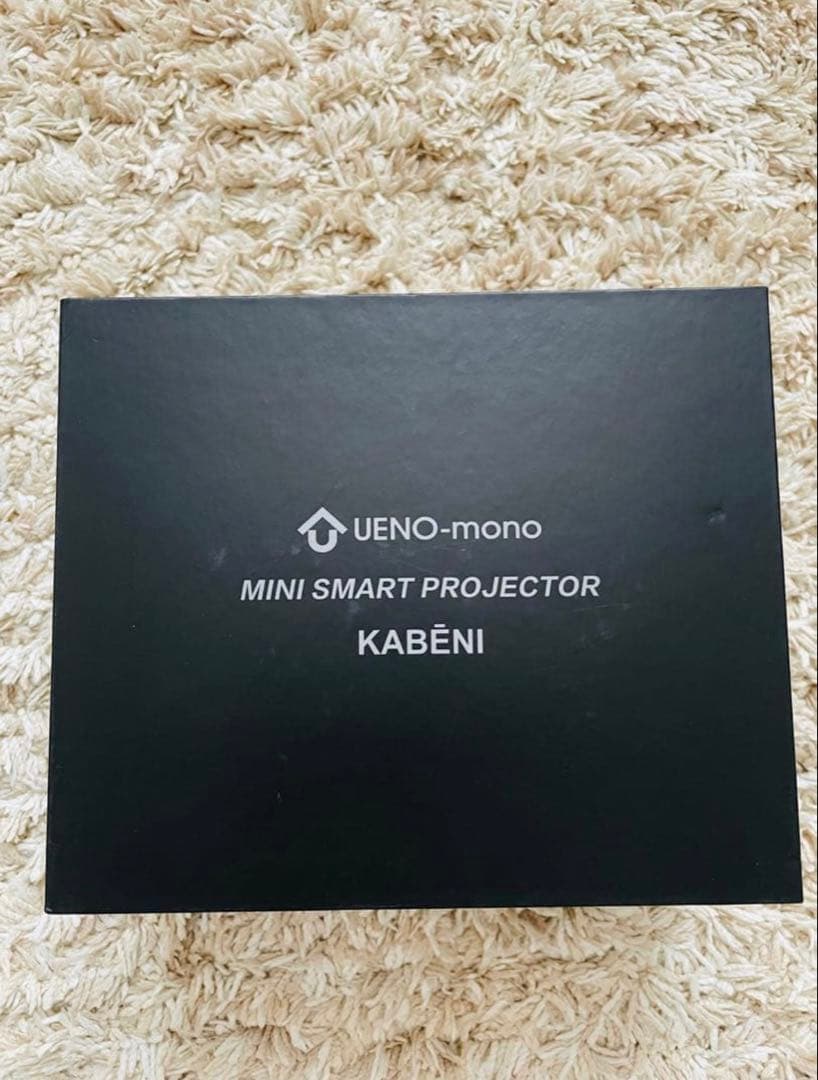 UENO-mono
MINI SMART PROJECTOR
KABĒNI